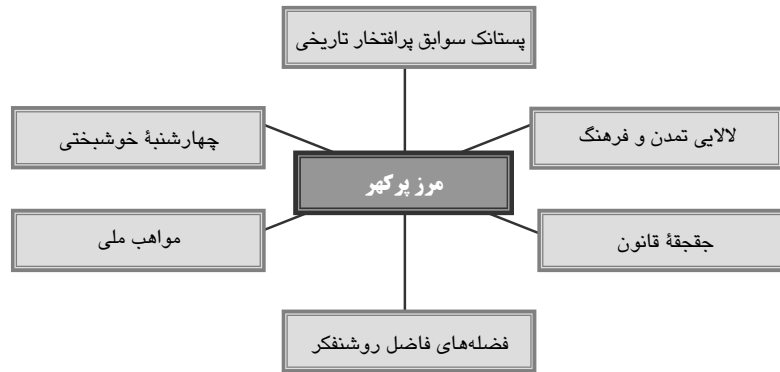 پستانک سوابق پرافتخار تاریخی
لالایی تمدن و فرهنگ
چهارشنبهٔ خوشبختی
مرز پرگهر
جقجقهٔ قانون
مواهب ملی
فضله‌های فاضل روشنفکر